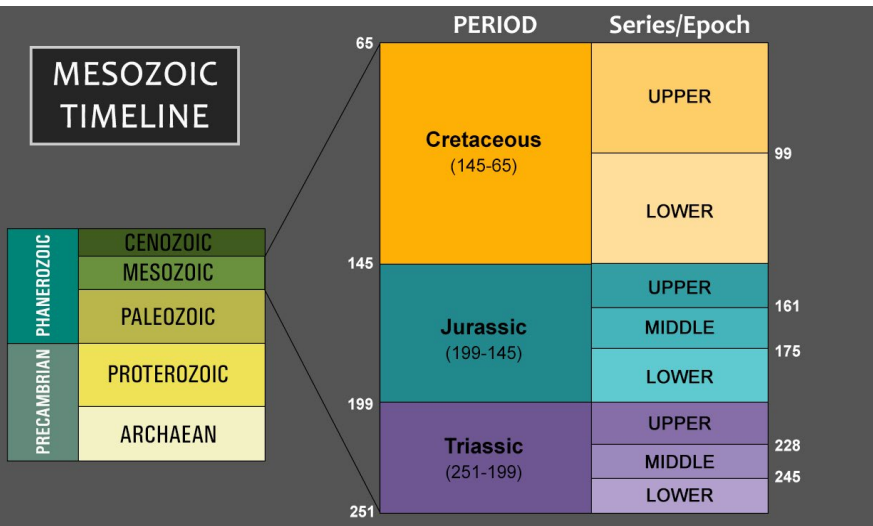 MESOZOIC
TIMELINE
PERIOD
Series/Epoch
65
Cretaceous
(145-65)
UPPER
99
LOWER
145
Jurassic
(199-145)
UPPER
161
MIDDLE
175
LOWER
199
Triassic
(251-199)
UPPER
228
MIDDLE
245
LOWER
251
PHANEROZOIC
CENOZOIC
MESOZOIC
PALEOZOIC
PRECAMBRIAN
PROTEROZOIC
ARCHAEAN